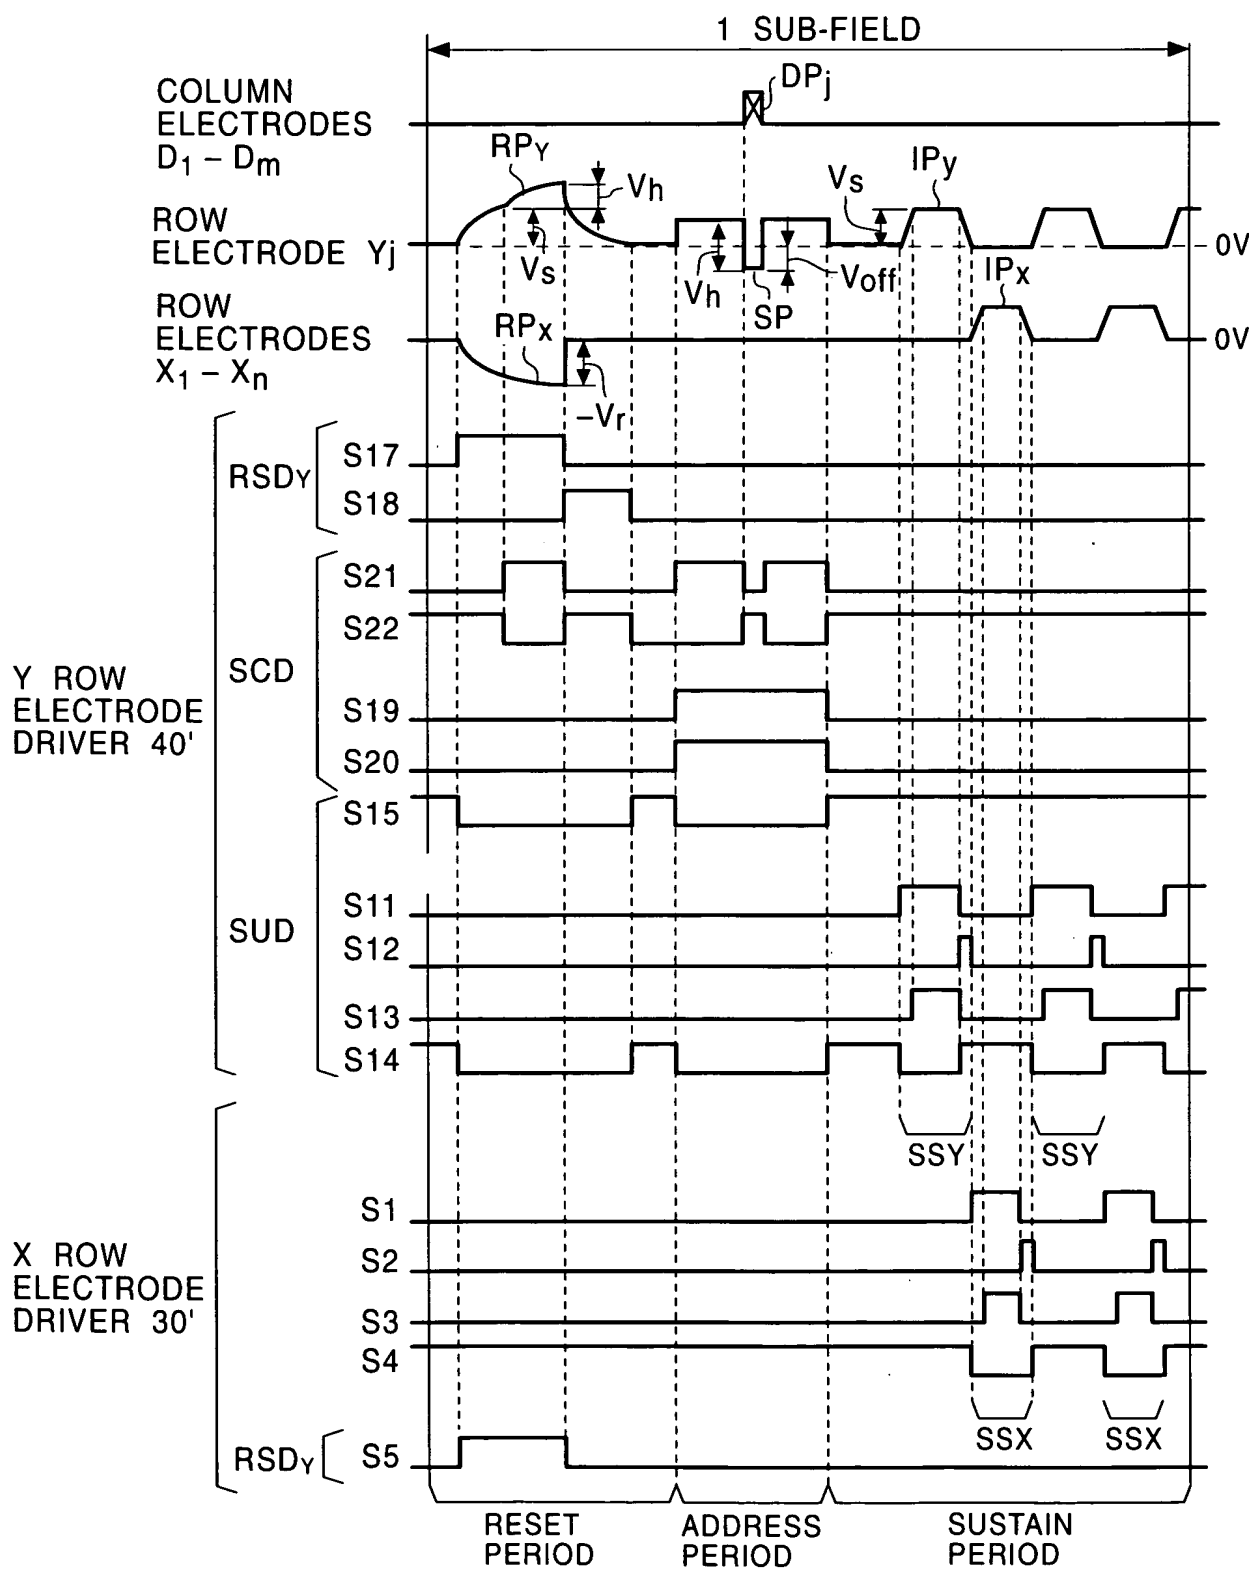 1 SUB-FIELD
COLUMN
ELECTRODES
D1 – Dm
DPj
RPY
Vh
Vs
IPy
ROW
ELECTRODE Yj
Vs
Vh
SP
Voff
0V
IPx
ROW
ELECTRODES
X1 – Xn
RPX
–Vr
0V
Y ROW
ELECTRODE
DRIVER 40'
RSDY
S17
S18
SCD
S21
S22
S19
S20
SUD
S15
S11
S12
S13
S14
SSY
SSY
X ROW
ELECTRODE
DRIVER 30'
S1
S2
S3
S4
SSX
SSX
RSDY
S5
RESET
PERIOD
ADDRESS
PERIOD
SUSTAIN
PERIOD